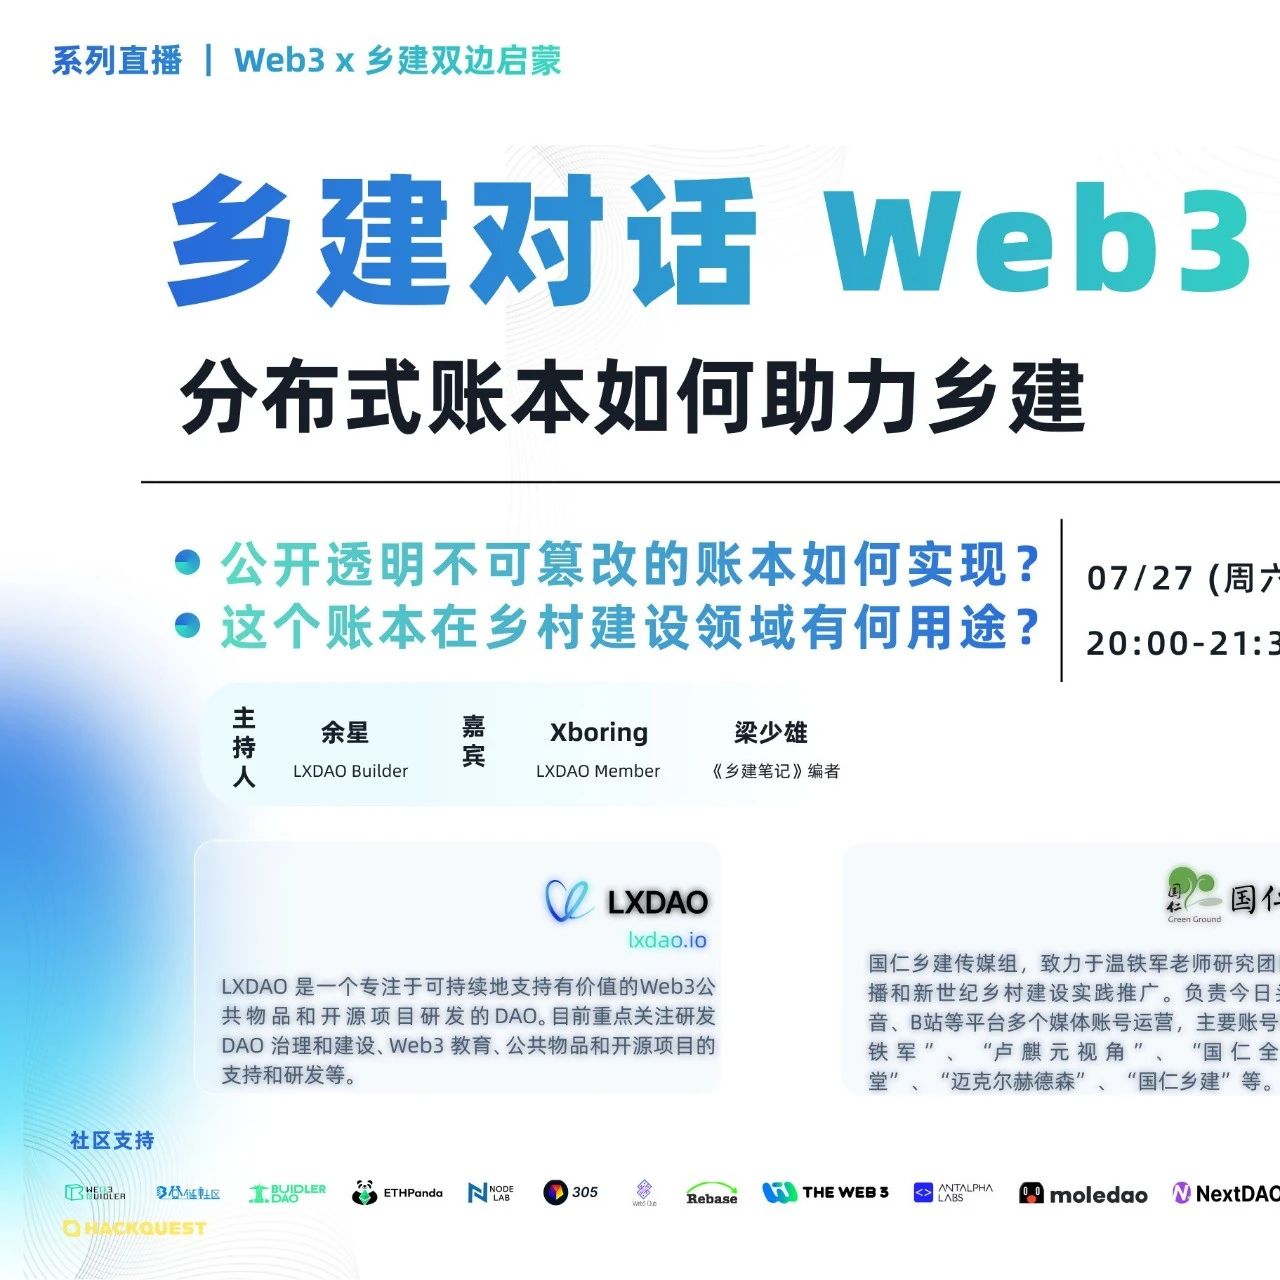 系列直播 | Web3 x 乡建双边启蒙
乡建对话 Web3
分布式账本如何助力乡建
公开透明不可篡改的账本如何实现？
这个账本在乡村建设领域有何用途？
07/27 (周六
20:00-21:3
主持人
余星
LXDAO Builder
嘉宾
Xboring
LXDAO Member
梁少雄
《乡建笔记》编者
LXDAO
lxdao.io
LXDAO 是一个专注于可持续地支持有价值的Web3公
共物品和开源项目研发的DAO。目前重点关注研发
DAO 治理和建设、Web3 教育、公共物品和开源项目的
支持和研发等。
国仁
Green Ground
国仁
国仁乡建传媒组，致力于温铁军老师研究团
播和新世纪乡村建设实践推广。负责今日
音、B站等平台多个媒体账号运营，主要账号
铁军”、“卢麒元视角”、“国仁全
堂”、“迈克尔赫德森”、“国仁乡建”等。
社区支持
WEB3 BUIDLER
BUIDLER DAO
ETHPanda
NODE LAB
305
Web3 Club
Rebase
THE WEB 3
ANTALPHA LABS
moledao
NextDAO
HACKQUEST